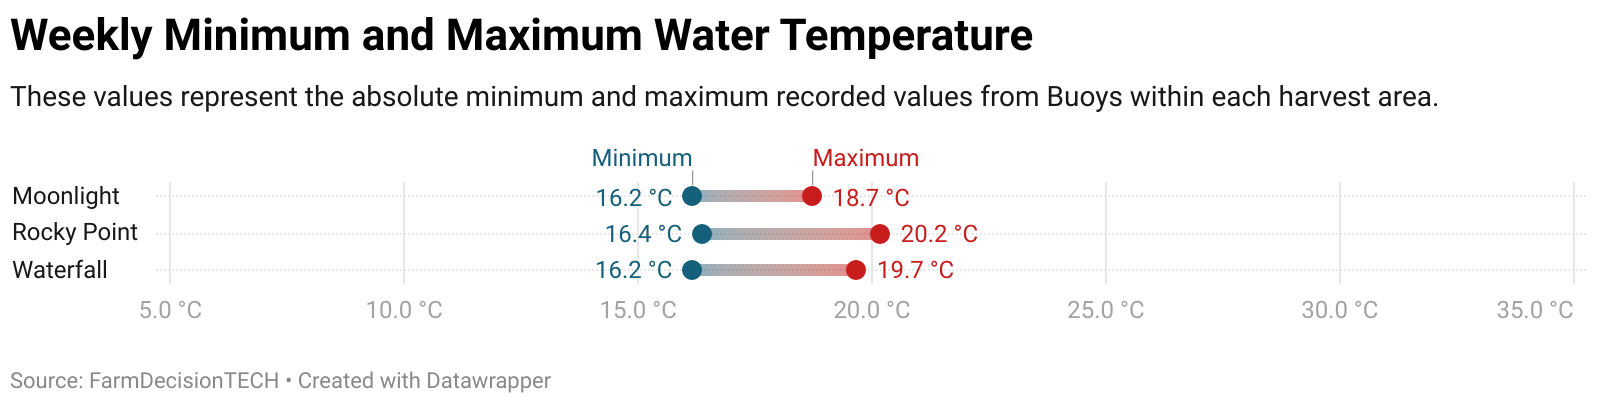 Weekly Minimum and Maximum Water Temperature
These values represent the absolute minimum and maximum recorded values from Buoys within each harvest area.
Minimum Maximum
Moonlight 16.2 °C 18.7 °C
Rocky Point 16.4 °C 20.2 °C
Waterfall 16.2 °C 19.7 °C
5.0 °C 10.0 °C 15.0 °C 20.0 °C 25.0 °C 30.0 °C 35.0 °C
Source: FarmDecisionTECH • Created with Datawrapper